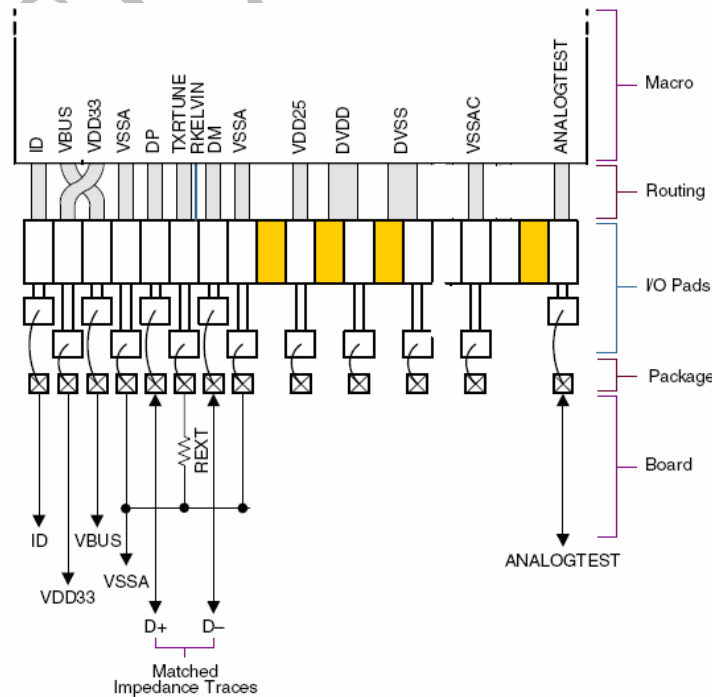 ID
VBUS
VDD33
VSSA
DP
TXRTUNE
RKELVIN
DM
VSSA
VDD25
DVDD
DVSS
VSSAC
ANALOGTEST
Macro
Routing
I/O Pads
Package
REXT
Board
ID
VBUS
VDD33
VSSA
ANALOGTEST
D+
D–
Matched
Impedance Traces